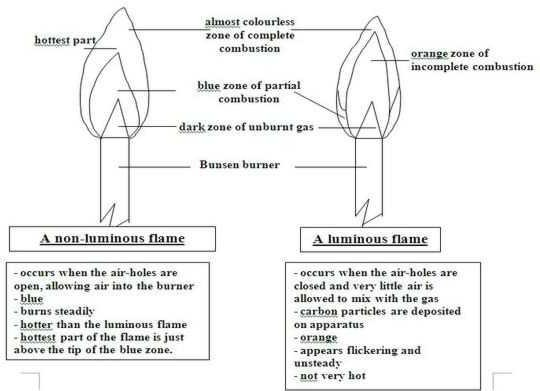 almost colourless
zone of complete
combustion
hottest part
orange zone of
incomplete combustion
blue zone of partial
combustion
dark zone of unburnt gas
Bunsen burner
A non-luminous flame
- occurs when the air-holes are
open, allowing air into the burner
- blue
- burns steadily
- hotter than the luminous flame
- hottest part of the flame is just
above the tip of the blue zone.
A luminous flame
- occurs when the air-holes are
closed and very little air is
allowed to mix with the gas
- carbon particles are deposited
on apparatus
- orange
- appears flickering and
unsteady
- not very hot